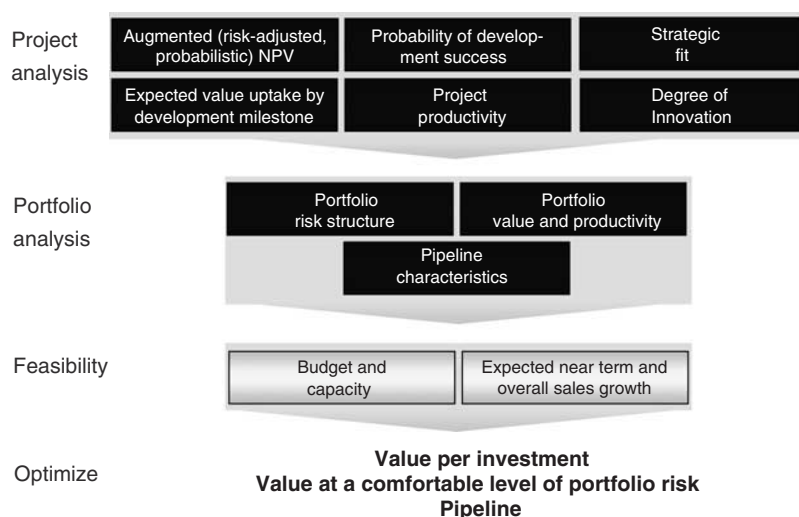 Project
analysis
Augmented (risk-adjusted,
probabilistic) NPV
Probability of develop-
ment success
Strategic
fit
Expected value uptake by
development milestone
Project
productivity
Degree of
Innovation
Portfolio
analysis
Portfolio
risk structure
Portfolio
value and productivity
Pipeline
characteristics
Feasibility
Budget and
capacity
Expected near term and
overall sales growth
Optimize
Value per investment
Value at a comfortable level of portfolio risk
Pipeline